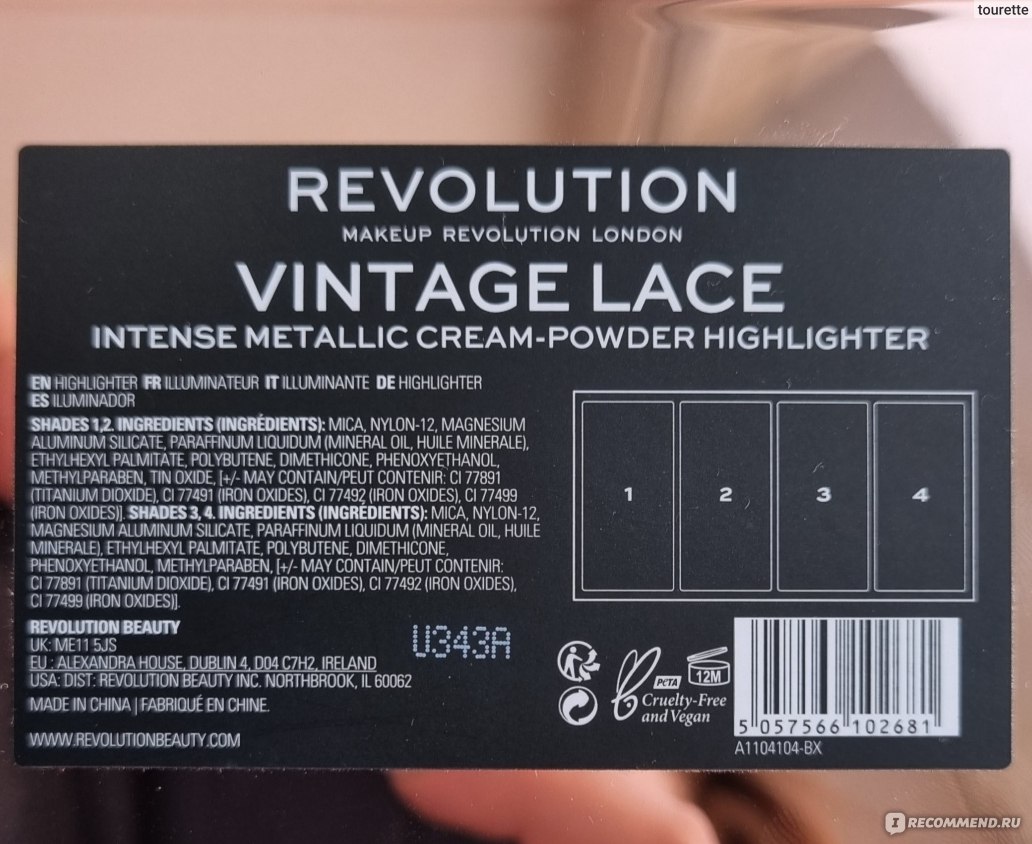 tourette
REVOLUTION
MAKEUP REVOLUTION LONDON
VINTAGE LACE
INTENSE METALLIC CREAM-POWDER HIGHLIGHTER
EN HIGHLIGHTER FR ILLUMINATEUR IT ILLUMINANTE DE HIGHLIGHTER
ES ILUMINADOR
SHADES 1,2. INGREDIENTS (INGRÉDIENTS): MICA, NYLON-12, MAGNESIUM
ALUMINUM SILICATE, PARAFFINUM LIQUIDUM (MINERAL OIL, HUILE MINERALE),
ETHYLHEXYL PALMITATE, POLYBUTENE, DIMETHICONE, PHENOXYETHANOL,
METHYLPARABEN, TIN OXIDE, [+/- MAY CONTAIN/PEUT CONTENIR: CI 77891
(TITANIUM DIOXIDE), CI 77491 (IRON OXIDES), CI 77492 (IRON OXIDES), CI 77499
(IRON OXIDES)]. SHADES 3, 4. INGREDIENTS (INGRÉDIENTS): MICA, NYLON-12,
MAGNESIUM ALUMINUM SILICATE, PARAFFINUM LIQUIDUM (MINERAL OIL, HUILE
MINERALE), ETHYLHEXYL PALMITATE, POLYBUTENE, DIMETHICONE,
PHENOXYETHANOL, METHYLPARABEN, [+/- MAY CONTAIN/PEUT CONTENIR:
CI 77891 (TITANIUM DIOXIDE), CI 77491 (IRON OXIDES), CI 77492 (IRON OXIDES),
CI 77499 (IRON OXIDES)].
1 2 3 4
REVOLUTION BEAUTY
UK: ME11 5JS
EU : ALEXANDRA HOUSE, DUBLIN 4, D04 C7H2, IRELAND
USA: DIST: REVOLUTION BEAUTY INC. NORTHBROOK, IL 60062
MADE IN CHINA | FABRIQUÉ EN CHINE.
WWW.REVOLUTIONBEAUTY.COM
U343A
PETA
Cruelty-Free
and Vegan
12M
5 057566 102681
A1104104-BX
IRECOMMEND.RU